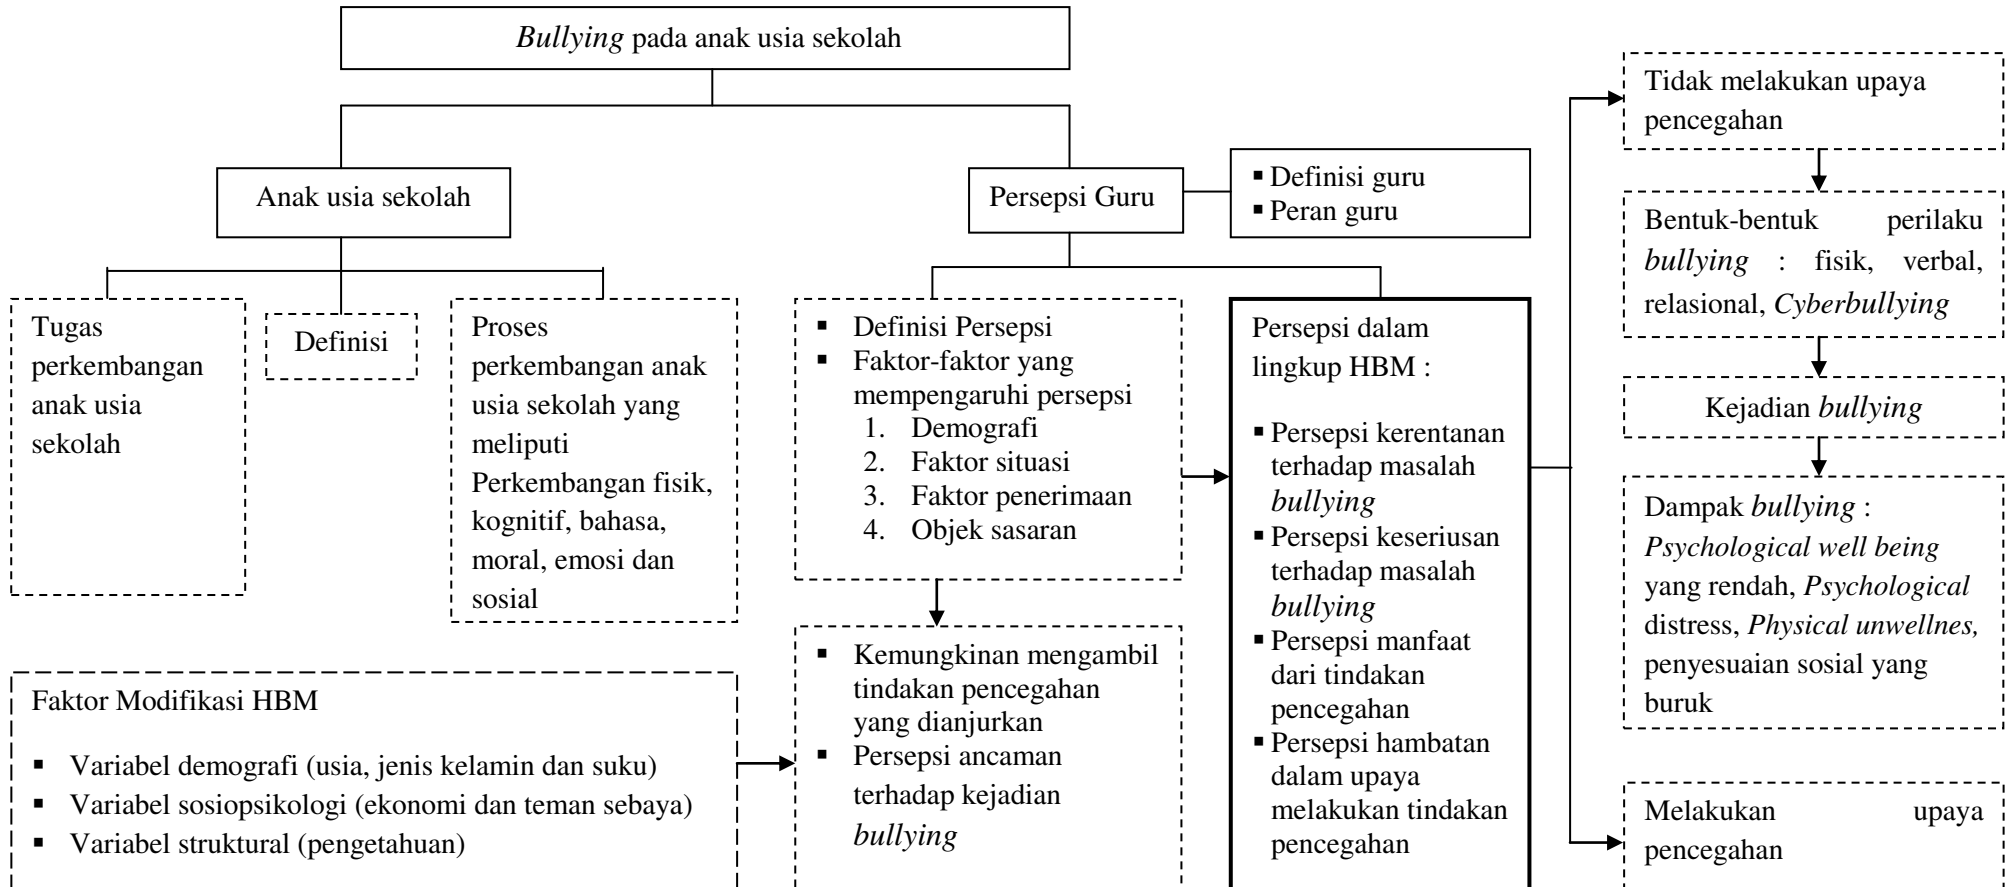 Bullying pada anak usia sekolah
Anak usia sekolah
Persepsi Guru
▪ Definisi guru
▪ Peran guru
Tugas
perkembangan
anak usia
sekolah
Definisi
Proses
perkembangan anak
usia sekolah yang
meliputi
Perkembangan fisik,
kognitif, bahasa,
moral, emosi dan
sosial
▪ Definisi Persepsi
▪ Faktor-faktor yang
mempengaruhi persepsi
1. Demografi
2. Faktor situasi
3. Faktor penerimaan
4. Objek sasaran
Persepsi dalam
lingkup HBM :
▪ Persepsi kerentanan
terhadap masalah
bullying
▪ Persepsi keseriusan
terhadap masalah
bullying
▪ Persepsi manfaat
dari tindakan
pencegahan
▪ Persepsi hambatan
dalam upaya
melakukan tindakan
pencegahan
Faktor Modifikasi HBM
▪ Variabel demografi (usia, jenis kelamin dan suku)
▪ Variabel sosiopsikologi (ekonomi dan teman sebaya)
▪ Variabel struktural (pengetahuan)
▪ Kemungkinan mengambil
tindakan pencegahan
yang dianjurkan
▪ Persepsi ancaman
terhadap kejadian
bullying
Tidak melakukan upaya
pencegahan
Bentuk-bentuk perilaku
bullying : fisik, verbal,
relasional, Cyberbullying
Kejadian bullying
Dampak bullying :
Psychological well being
yang rendah, Psychological
distress, Physical unwellnes,
penyesuaian sosial yang
buruk
Melakukan upaya
pencegahan